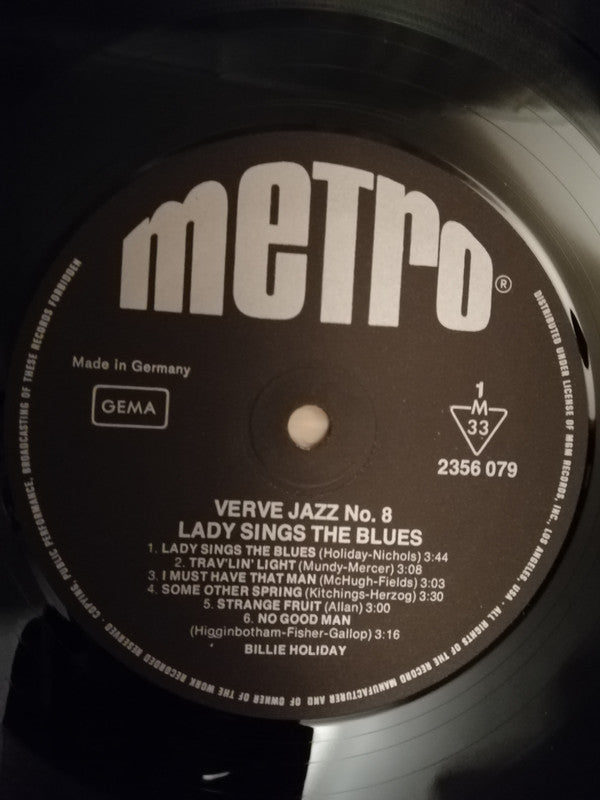 metro®
Made in Germany
GEMA
1
M
33
2356 079
VERVE JAZZ No. 8
LADY SINGS THE BLUES
1. LADY SINGS THE BLUES (Holiday-Nichols) 3:44
2. TRAV'LIN' LIGHT (Mundy-Mercer) 3:08
3. I MUST HAVE THAT MAN (McHugh-Fields) 3:03
4. SOME OTHER SPRING (Kitchings-Herzog) 3:30
5. STRANGE FRUIT (Allan) 3:00
6. NO GOOD MAN
(Higginbotham-Fisher-Gallop) 3:16
BILLIE HOLIDAY
DISTRIBUTED UNDER LICENSE OF MGM RECORDS, INC., LOS ANGELES, USA · ALL RIGHTS OF THE RECORD MANUFACTURER AND OF OWNER OF THE WORK RECORDED RESERVED · COPYING, PUBLIC PERFORMANCE, BROADCASTING OF THESE RECORDS FORBIDDEN